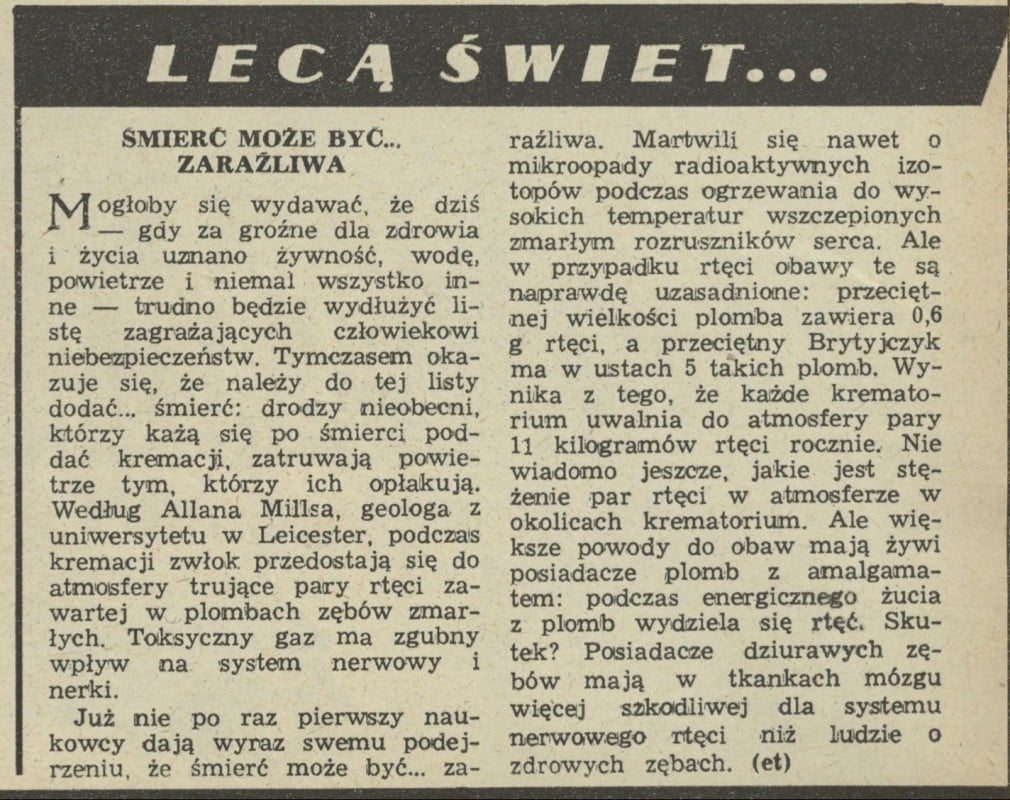 LECĄ ŚWIET...
ŚMIERĆ MOŻE BYĆ...
ZARAŹLIWA
Mogłoby się wydawać, że dziś
— gdy za groźne dla zdrowia
i życia uznano żywność, wodę,
powietrze i niemal wszystko in-
ne — trudno będzie wydłużyć li-
stę zagrażających człowiekowi
niebezpieczeństw. Tymczasem oka-
zuje się, że należy do tej listy
dodać... śmierć: drodzy nieobecni,
którzy każą się po śmierci pod-
dać kremacji, zatruwają powie-
trze tym, którzy ich opłakują.
Według Allana Millsa, geologa z
uniwersytetu w Leicester, podczas
kremacji zwłok przedostają się do
atmosfery trujące pary rtęci za-
wartej w plombach zębów zmar-
łych. Toksyczny gaz ma zgubny
wpływ na system nerwowy i
nerki.
Już nie po raz pierwszy nau-
kowcy dają wyraz swemu podej-
rzeniu, że śmierć może być... za-
raźliwa. Martwili się nawet o
mikroopady radioaktywnych izo-
topów podczas ogrzewania do wy-
sokich temperatur wszczepionych
zmarłym rozruszników serca. Ale
w przypadku rtęci obawy te są
naprawdę uzasadnione: przecięt-
nej wielkości plomba zawiera 0,6
g rtęci, a przeciętny Brytyjczyk
ma w ustach 5 takich plomb. Wy-
nika z tego, że każde kremato-
rium uwalnia do atmosfery pary
11 kilogramów rtęci rocznie. Nie
wiadomo jeszcze, jakie jest stę-
żenie par rtęci w atmosferze w
okolicach krematorium. Ale wię-
ksze powody do obaw mają żywi
posiadacze plomb z amalgama-
tem: podczas energicznego żucia
z plomb wydziela się rtęć. Sku-
tek? Posiadacze dziurawych zę-
bów mają w tkankach mózgu
więcej szkodliwej dla systemu
nerwowego rtęci niż ludzie o
zdrowych zębach. (et)